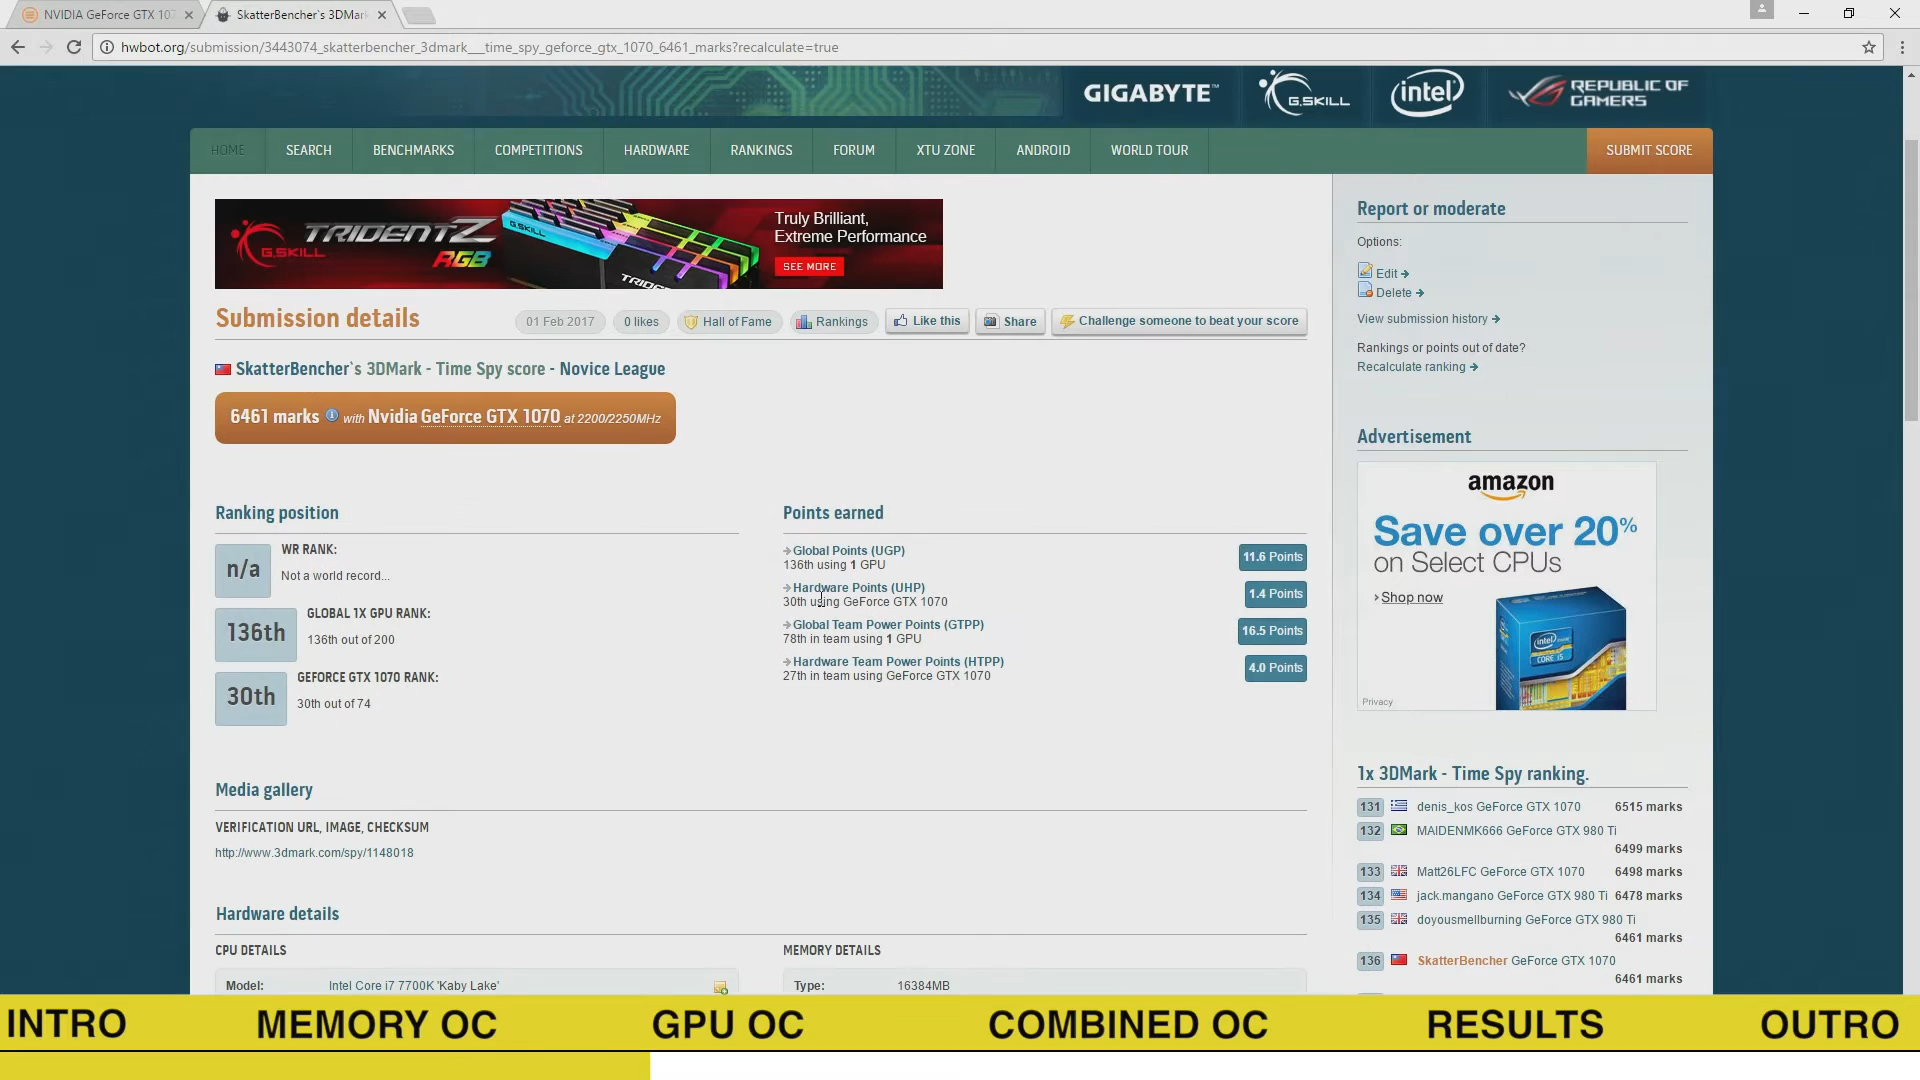 NVIDIA GeForce GTX 107
SkatterBencher`s 3DMark
hwbot.org/submission/3443074_skatterbencher_3dmark___time_spy_geforce_gtx_1070_6461_marks?recalculate=true
GIGABYTE™
G.SKILL
intel
REPUBLIC OF
GAMERS
HOME
SEARCH
BENCHMARKS
COMPETITIONS
HARDWARE
RANKINGS
FORUM
XTU ZONE
ANDROID
WORLD TOUR
SUBMIT SCORE
G.SKILL
TRIDENT Z
RGB
Truly Brilliant,
Extreme Performance
SEE MORE
Submission details
01 Feb 2017
0 likes
Hall of Fame
Rankings
Like this
Share
Challenge someone to beat your score
SkatterBencher`s 3DMark - Time Spy score - Novice League
6461 marks with Nvidia GeForce GTX 1070 at 2200/2250MHz
Ranking position
n/a
WR RANK:
Not a world record...
136th
GLOBAL 1X GPU RANK:
136th out of 200
30th
GEFORCE GTX 1070 RANK:
30th out of 74
Points earned
Global Points (UGP)
136th using 1 GPU
11.6 Points
Hardware Points (UHP)
30th using GeForce GTX 1070
1.4 Points
Global Team Power Points (GTPP)
78th in team using 1 GPU
16.5 Points
Hardware Team Power Points (HTPP)
27th in team using GeForce GTX 1070
4.0 Points
Media gallery
VERIFICATION URL, IMAGE, CHECKSUM
http://www.3dmark.com/spy/1148018
Hardware details
CPU DETAILS
Model: Intel Core i7 7700K 'Kaby Lake'
MEMORY DETAILS
Type: 16384MB
Report or moderate
Options:
Edit
Delete
View submission history
Rankings or points out of date?
Recalculate ranking
Advertisement
amazon
Save over 20%
on Select CPUs
Shop now
intel
CORE i5
Privacy
1x 3DMark - Time Spy ranking.
131 denis_kos GeForce GTX 1070 6515 marks
132 MAIDENMK666 GeForce GTX 980 Ti
6499 marks
133 Matt26LFC GeForce GTX 1070 6498 marks
134 jack.mangano GeForce GTX 980 Ti 6478 marks
135 doyousmellburning GeForce GTX 980 Ti
6461 marks
136 SkatterBencher GeForce GTX 1070
6461 marks
INTRO
MEMORY OC
GPU OC
COMBINED OC
RESULTS
OUTRO